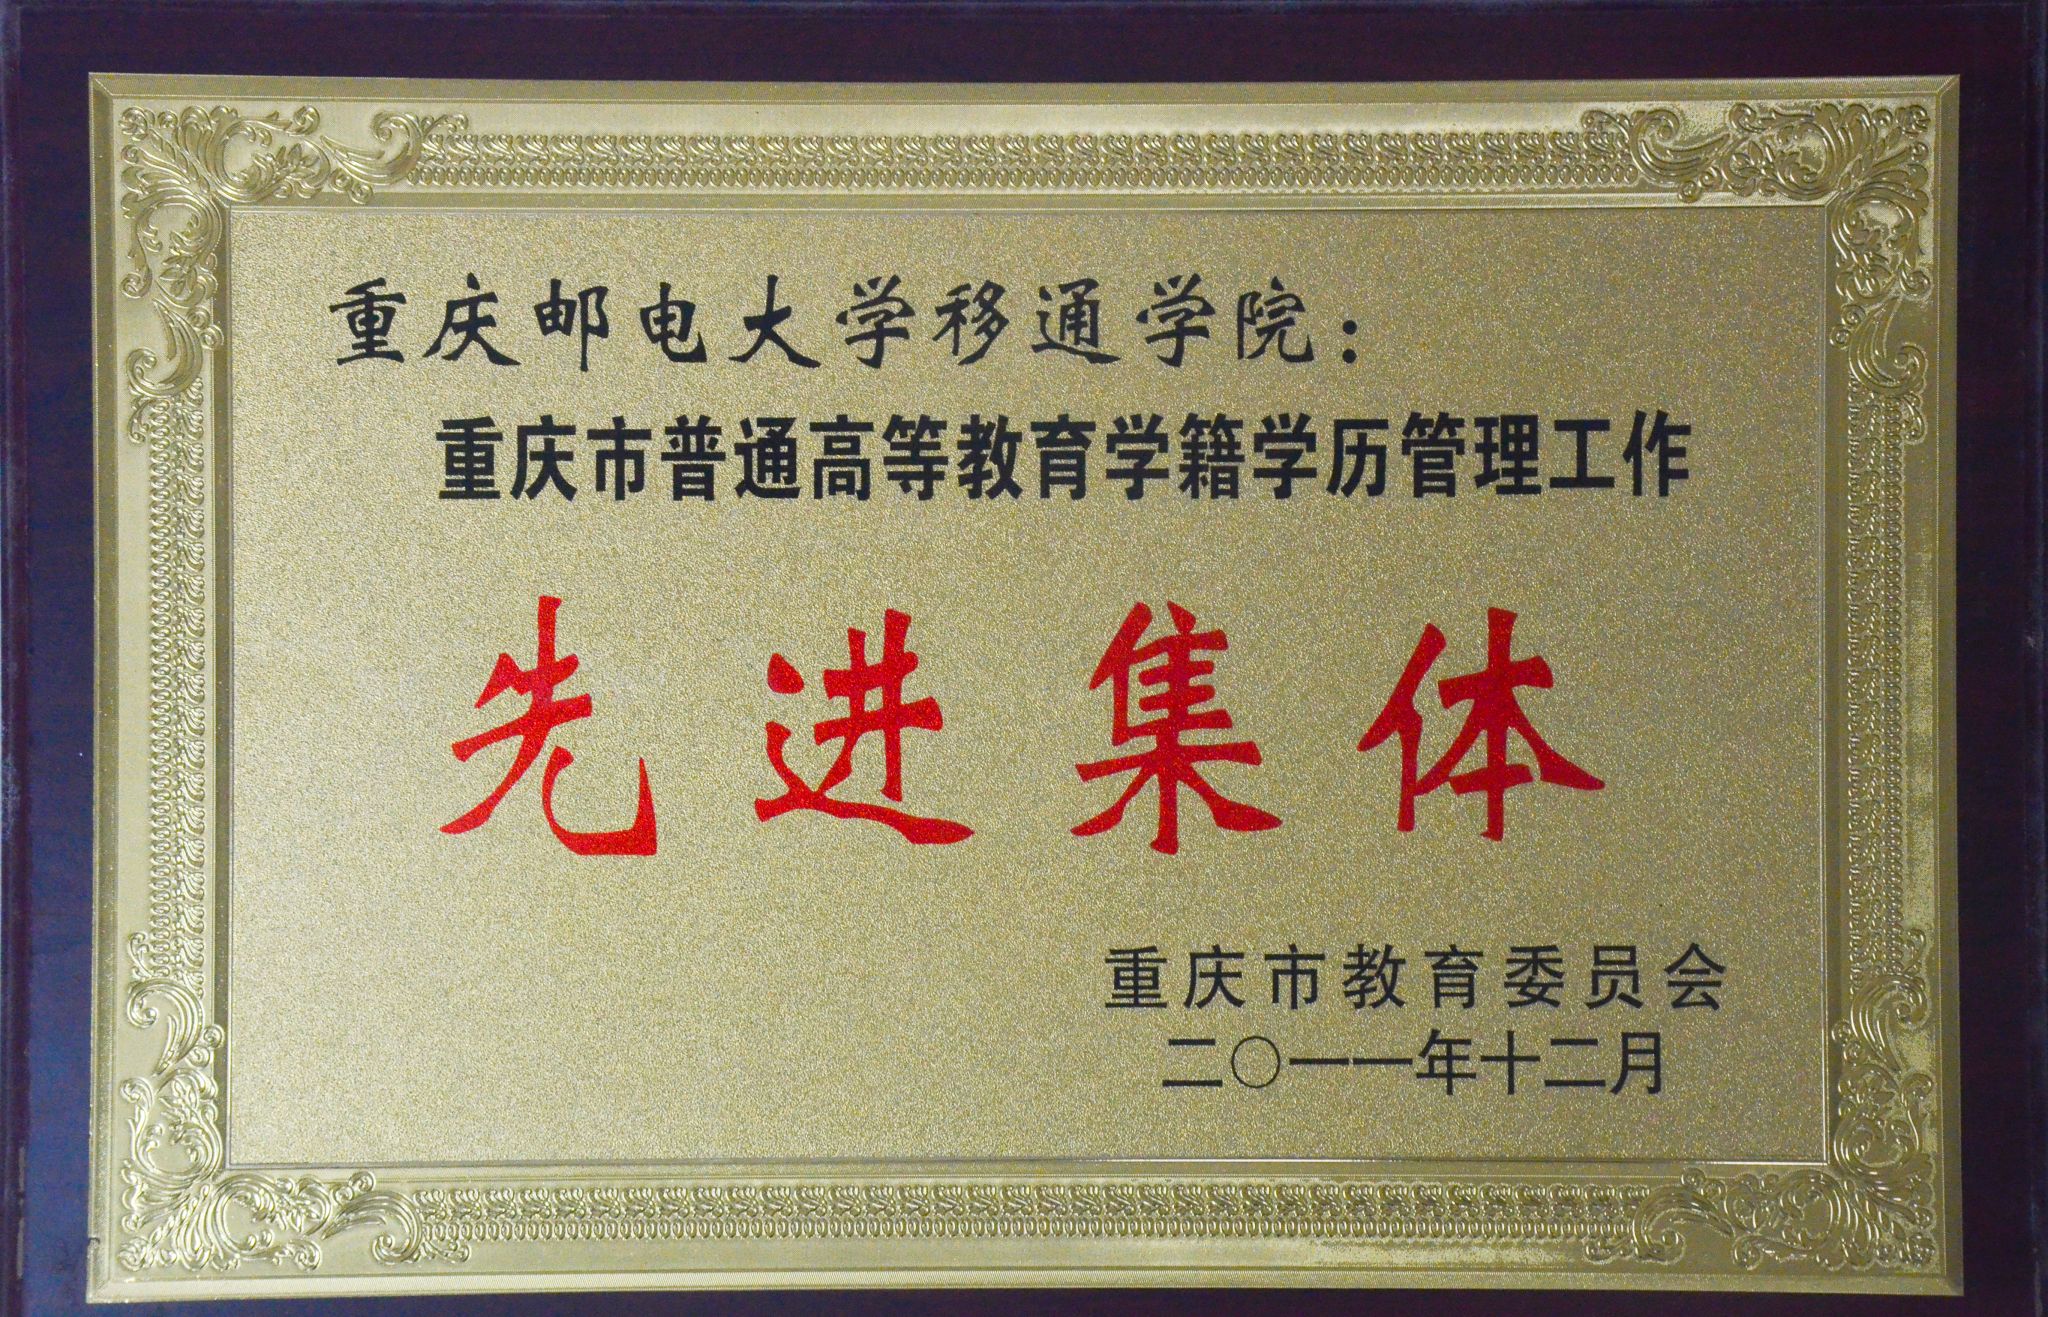 重庆邮电大学移通学院：
重庆市普通高等教育学籍学历管理工作
先进集体
重庆市教育委员会
二〇一一年十二月